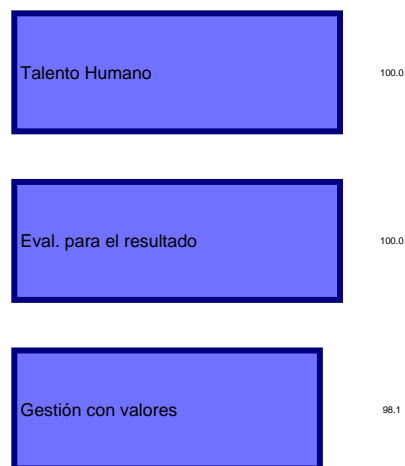 Talento Humano 100.0
Eval. para el resultado 100.0
Gestión con valores 98.1